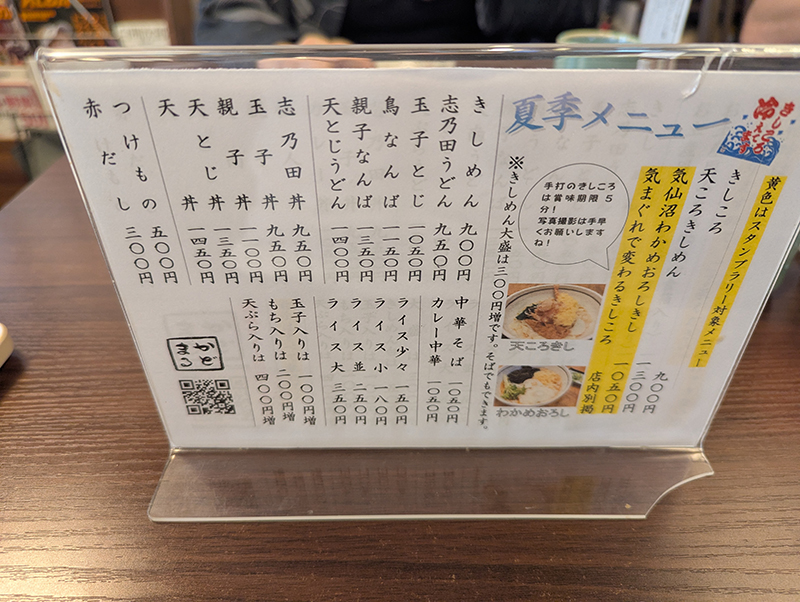 きしころ
冷えてます
夏季メニュー
黄色はスタンプラリー対象メニュー
きしころ 九〇〇円
天ころきしめん 一三〇〇円
気仙沼わかめおろしきし 一〇五〇円
気まぐれで変わるきしころ 店内別掲
手打のきしころ
は賞味期限 5
分!
写真撮影は手早
くお願いします
ね!
天ころきし
わかめおろし
※きしめん大盛は三〇〇円増です。そばでもできます。
きしめん 九〇〇円
志乃田うどん 九五〇円
玉子とじ 九五〇円
鳥なんば 一一五〇円
親子なんば 一三五〇円
天とじうどん 一四〇〇円
志乃田丼 九五〇円
玉子丼 九五〇円
親子丼 一一〇〇円
天とじ丼 一三五〇円
天丼 一四五〇円
つけもの 五〇〇円
赤だし 三〇〇円
中華そば 一〇五〇円
カレー中華 一〇五〇円
ライス少々 一五〇円
ライス小 一八〇円
ライス並 二五〇円
ライス大 三五〇円
玉子入りは 一〇〇円増
もち入りは 二〇〇円増
天ぷら入りは 四〇〇円増
かど
まる